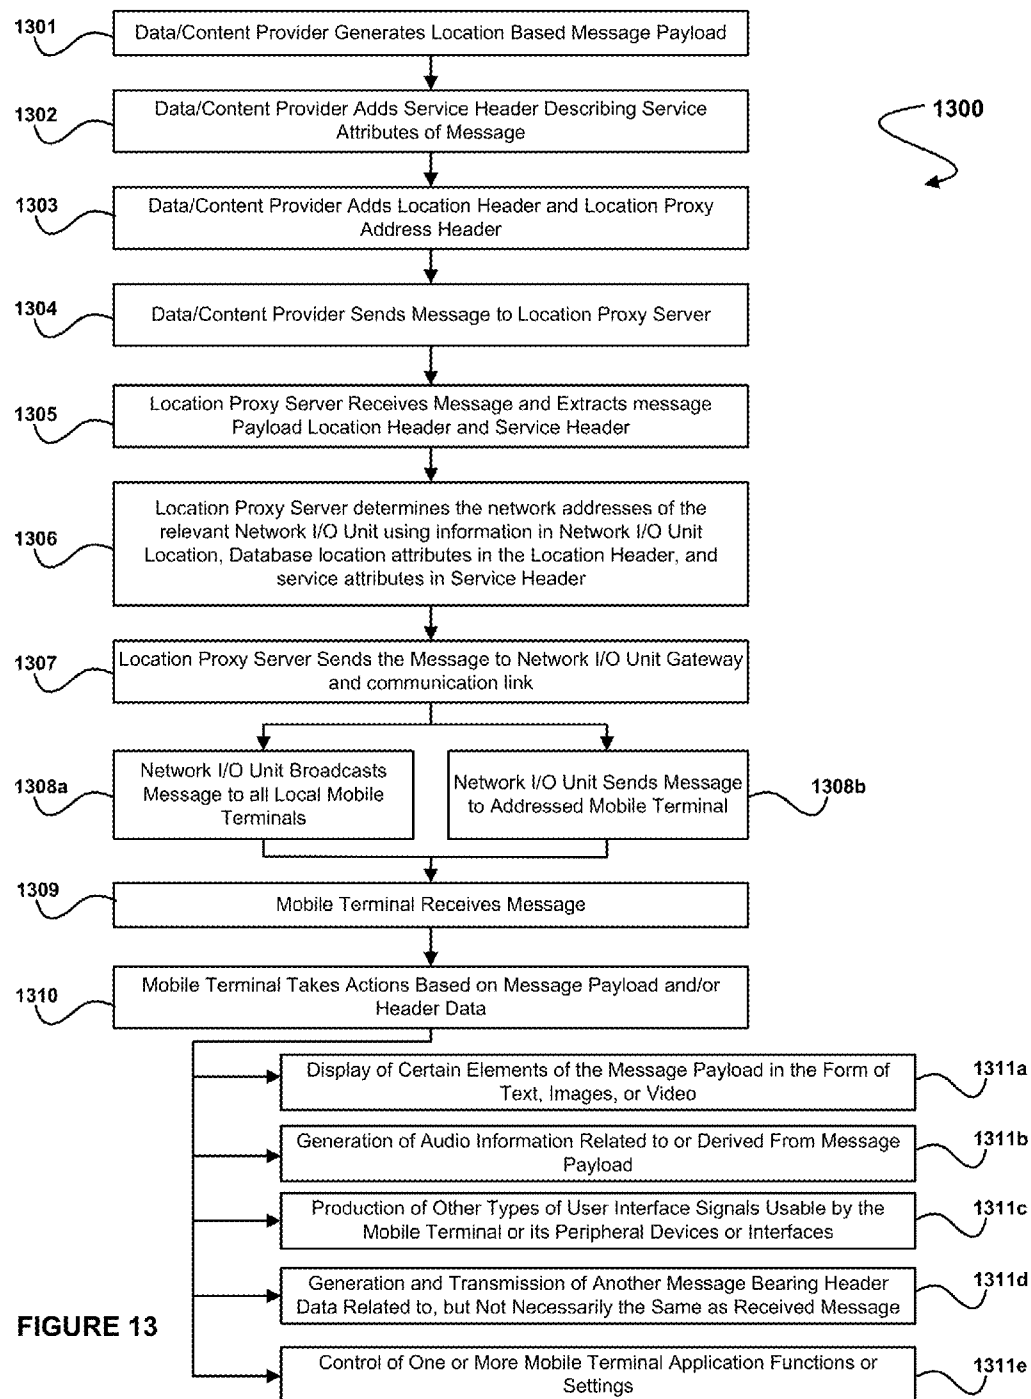 1301
Data/Content Provider Generates Location Based Message Payload
1302
Data/Content Provider Adds Service Header Describing Service
Attributes of Message
1300
1303
Data/Content Provider Adds Location Header and Location Proxy
Address Header
1304
Data/Content Provider Sends Message to Location Proxy Server
1305
Location Proxy Server Receives Message and Extracts message
Payload Location Header and Service Header
1306
Location Proxy Server determines the network addresses of the
relevant Network I/O Unit using information in Network I/O Unit
Location, Database location attributes in the Location Header, and
service attributes in Service Header
1307
Location Proxy Server Sends the Message to Network I/O Unit Gateway
and communication link
1308a
Network I/O Unit Broadcasts
Message to all Local Mobile
Terminals
Network I/O Unit Sends Message
to Addressed Mobile Terminal
1308b
1309
Mobile Terminal Receives Message
1310
Mobile Terminal Takes Actions Based on Message Payload and/or
Header Data
Display of Certain Elements of the Message Payload in the Form of
Text, Images, or Video
1311a
Generation of Audio Information Related to or Derived From Message
Payload
1311b
Production of Other Types of User Interface Signals Usable by the
Mobile Terminal or its Peripheral Devices or Interfaces
1311c
Generation and Transmission of Another Message Bearing Header
Data Related to, but Not Necessarily the Same as Received Message
1311d
FIGURE 13
Control of One or More Mobile Terminal Application Functions or
Settings
1311e